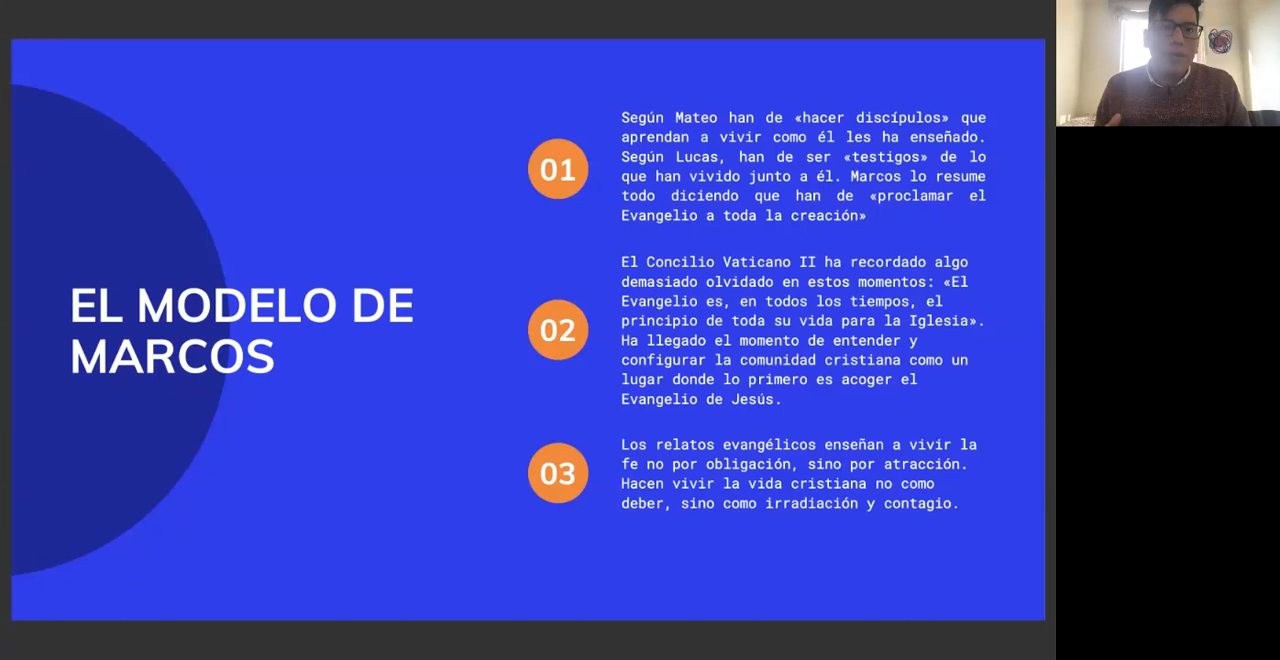 EL MODELO DE
MARCOS
01
Según Mateo han de «hacer discípulos» que
aprendan a vivir como él les ha enseñado.
Según Lucas, han de ser «testigos» de lo
que han vivido junto a él. Marcos lo resume
todo diciendo que han de «proclamar el
Evangelio a toda la creación»
02
El Concilio Vaticano II ha recordado algo
demasiado olvidado en estos momentos: «El
Evangelio es, en todos los tiempos, el
principio de toda su vida para la Iglesia».
Ha llegado el momento de entender y
configurar la comunidad cristiana como un
lugar donde lo primero es acoger el
Evangelio de Jesús.
03
Los relatos evangélicos enseñan a vivir la
fe no por obligación, sino por atracción.
Hacen vivir la vida cristiana no como
deber, sino como irradiación y contagio.